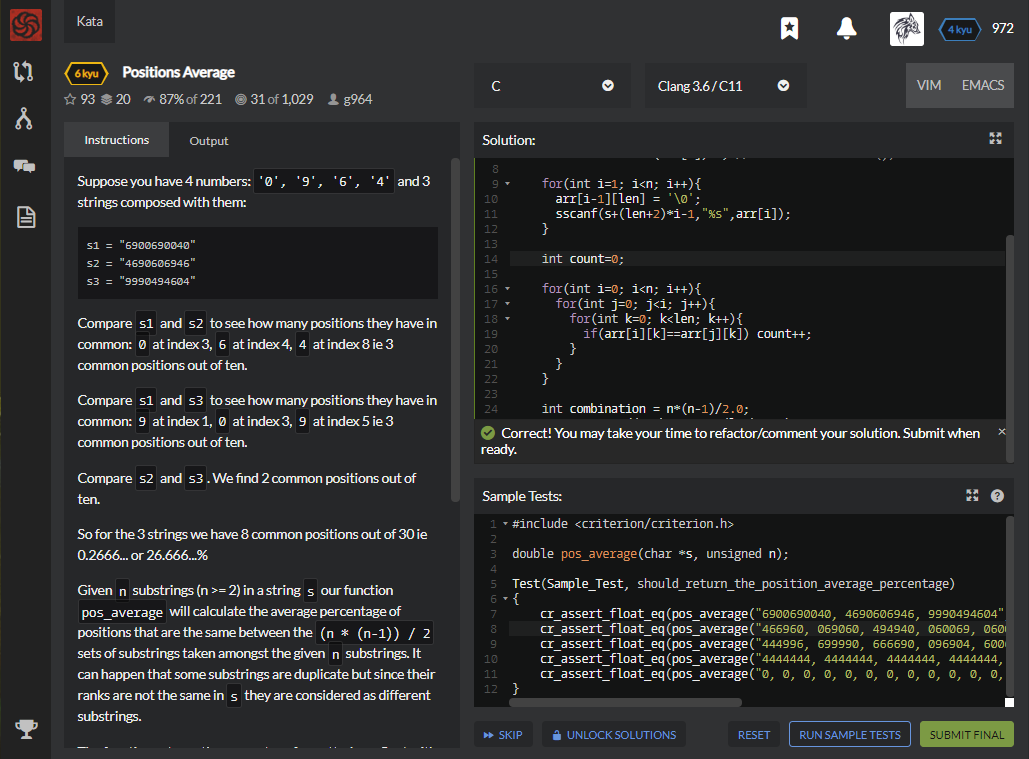 Kata
4 kyu
972
6 kyu
Positions Average
93
20
87% of 221
31 of 1,029
g964
C
Clang 3.6 / C11
VIM
EMACS
Instructions
Output
Suppose you have 4 numbers: '0', '9', '6', '4' and 3
strings composed with them:
s1 = "6900690040"
s2 = "4690606946"
s3 = "9990494604"
Compare s1 and s2 to see how many positions they have in
common: 0 at index 3, 6 at index 4, 4 at index 8 ie 3
common positions out of ten.
Compare s1 and s3 to see how many positions they have in
common: 9 at index 1, 0 at index 3, 9 at index 5 ie 3
common positions out of ten.
Compare s2 and s3. We find 2 common positions out of
ten.
So for the 3 strings we have 8 common positions out of 30 ie
0.2666... or 26.666...%
Given n substrings (n >= 2) in a string s our function
pos_average will calculate the average percentage of
positions that are the same between the (n * (n-1)) / 2
sets of substrings taken amongst the given n substrings. It
can happen that some substrings are duplicate but since their
ranks are not the same in s they are considered as different
substrings.
Solution:
8
9 for(int i=1; i<n; i++){
10 arr[i-1][len] = '\0';
11 sscanf(s+(len+2)*i-1,"%s",arr[i]);
12 }
13
14 int count=0;
15
16 for(int i=0; i<n; i++){
17 for(int j=0; j<i; j++){
18 for(int k=0; k<len; k++){
19 if(arr[i][k]==arr[j][k]) count++;
20 }
21 }
22 }
23
24 int combination = n*(n-1)/2.0;
Correct! You may take your time to refactor/comment your solution. Submit when
ready.
×
Sample Tests:
?
1 #include <criterion/criterion.h>
2
3 double pos_average(char *s, unsigned n);
4
5 Test(Sample_Test, should_return_the_position_average_percentage)
6 {
7 cr_assert_float_eq(pos_average("6900690040, 4690606946, 9990494604"
8 cr_assert_float_eq(pos_average("466960, 069060, 494940, 060069, 060
9 cr_assert_float_eq(pos_average("444996, 699990, 666690, 096904, 600
10 cr_assert_float_eq(pos_average("4444444, 4444444, 4444444, 4444444,
11 cr_assert_float_eq(pos_average("0, 0, 0, 0, 0, 0, 0, 0, 0, 0, 0,
12 }
SKIP
UNLOCK SOLUTIONS
RESET
RUN SAMPLE TESTS
SUBMIT FINAL